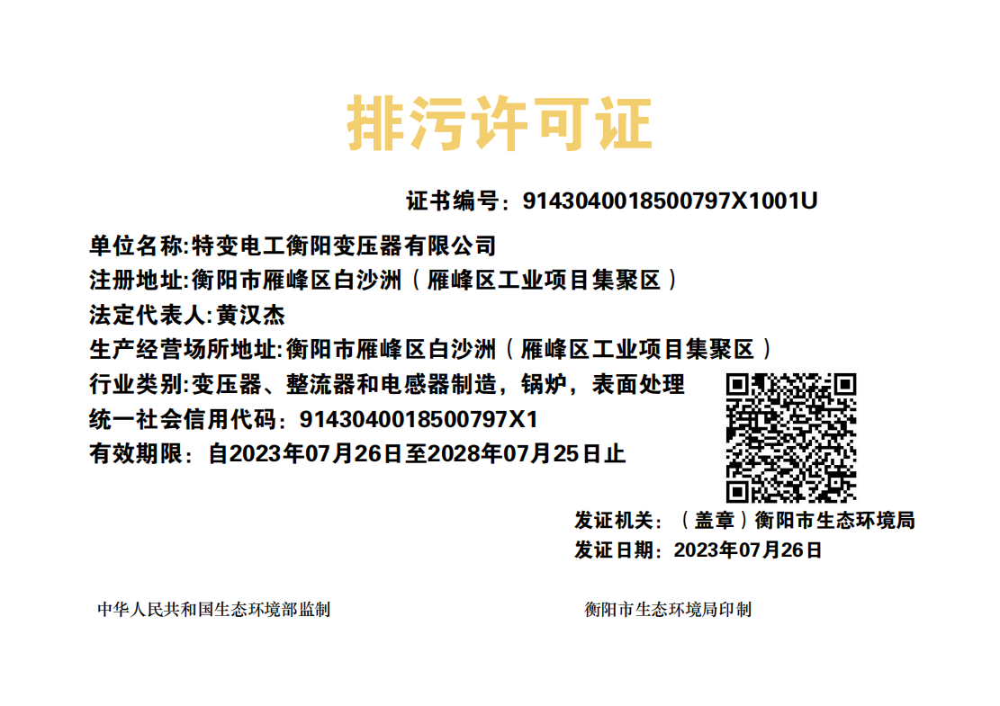 排污许可证
证书编号：9143040018500797X1001U
单位名称:特变电工衡阳变压器有限公司
注册地址:衡阳市雁峰区白沙洲（雁峰区工业项目集聚区）
法定代表人:黄汉杰
生产经营场所地址:衡阳市雁峰区白沙洲（雁峰区工业项目集聚区）
行业类别:变压器、整流器和电感器制造，锅炉，表面处理
统一社会信用代码：9143040018500797X1
有效期限：自2023年07月26日至2028年07月25日止
发证机关：（盖章）衡阳市生态环境局
发证日期：2023年07月26日
中华人民共和国生态环境部监制
衡阳市生态环境局印制